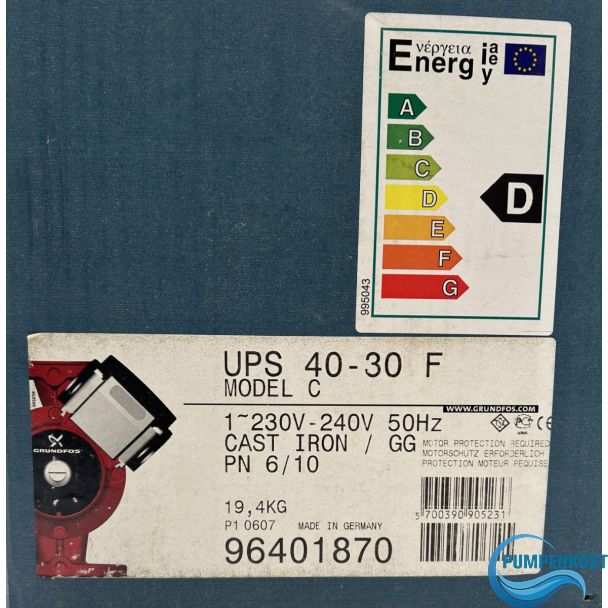 ενέργεια
Energ ia
ie
y
A
B
C
D
D
E
F
G
995043
UPS 40-30 F
MODEL C
1~230V-240V 50Hz
WWW.GRUNDFOS.COM
CAST IRON / GG
MOTOR PROTECTION REQUIRED
MOTORSCHUTZ ERFORDERLICH
PN 6/10
PROTECTION MOTEUR REQUISE
GRUNDFOS
19,4KG
P1 0607 MADE IN GERMANY
5 700390 905231
96401870
PUMPENKOST